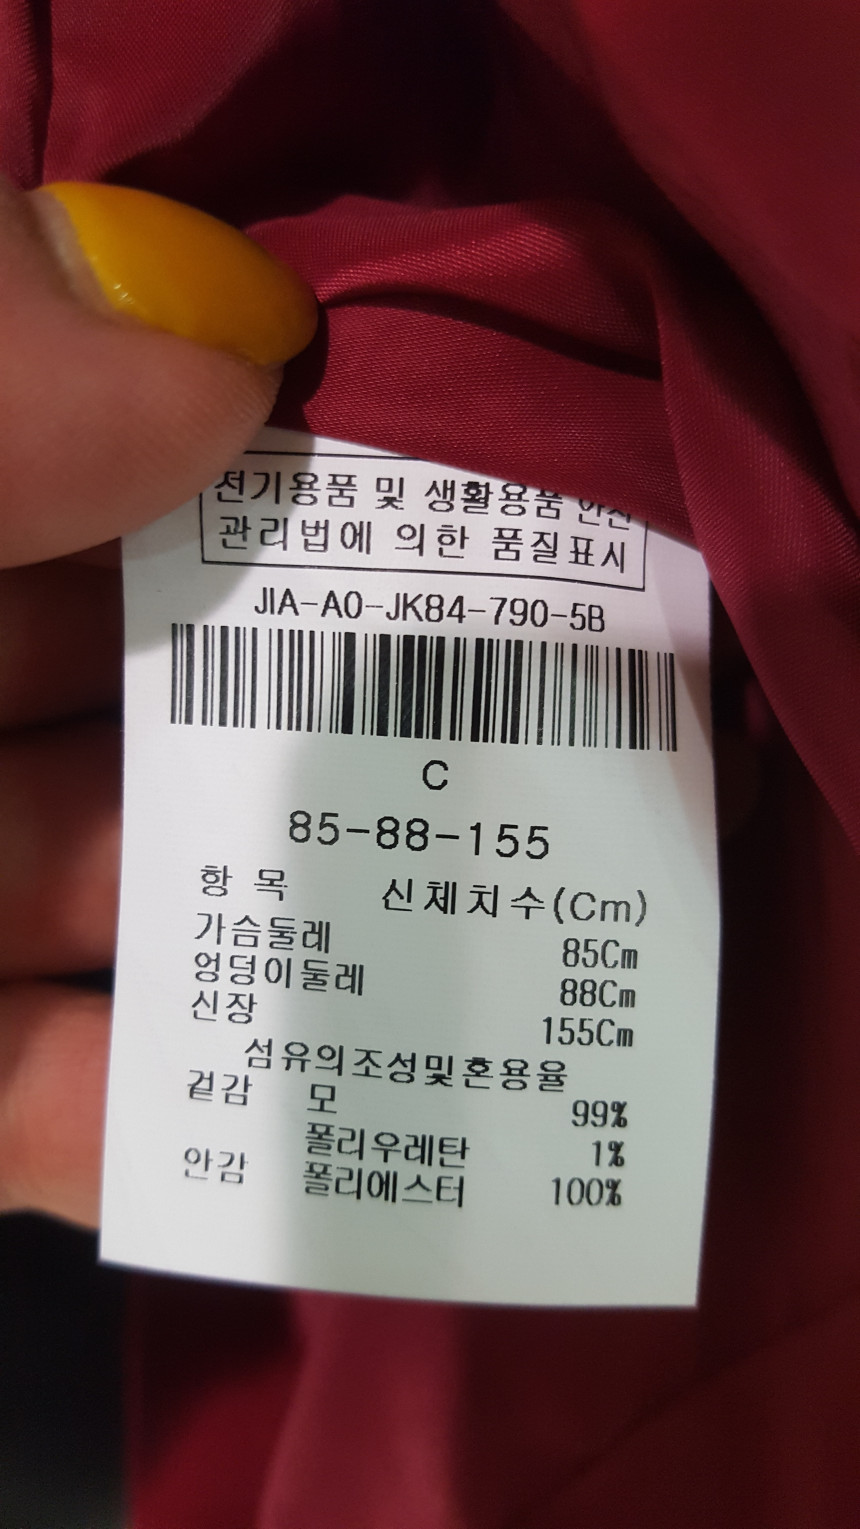 전기용품 및 생활용품 안전
관리법에 의한 품질표시
JIA-A0-JK84-790-5B
C
85-88-155
항 목 신체치수(Cm)
가슴둘레 85Cm
엉덩이둘레 88Cm
신장 155Cm
섬유의조성및혼용율
겉감 모 99%
폴리우레탄 1%
안감 폴리에스터 100%